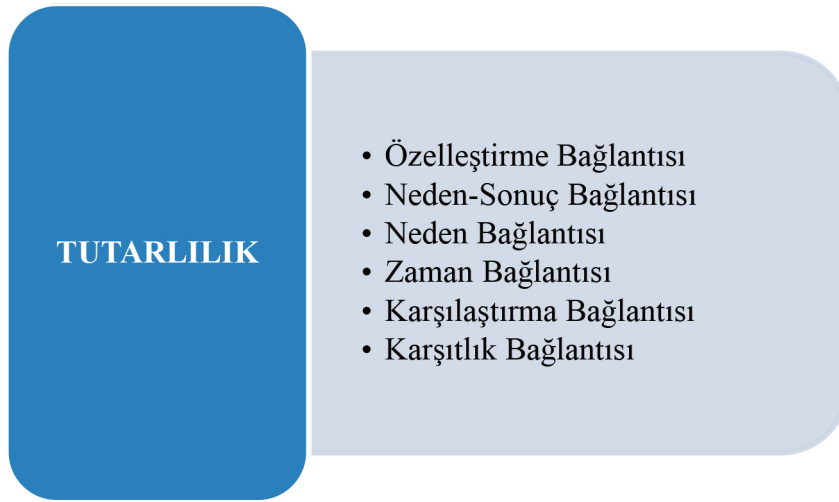 TUTARLILIK
• Özelleştirme Bağlantısı
• Neden-Sonuç Bağlantısı
• Neden Bağlantısı
• Zaman Bağlantısı
• Karşılaştırma Bağlantısı
• Karşıtlık Bağlantısı